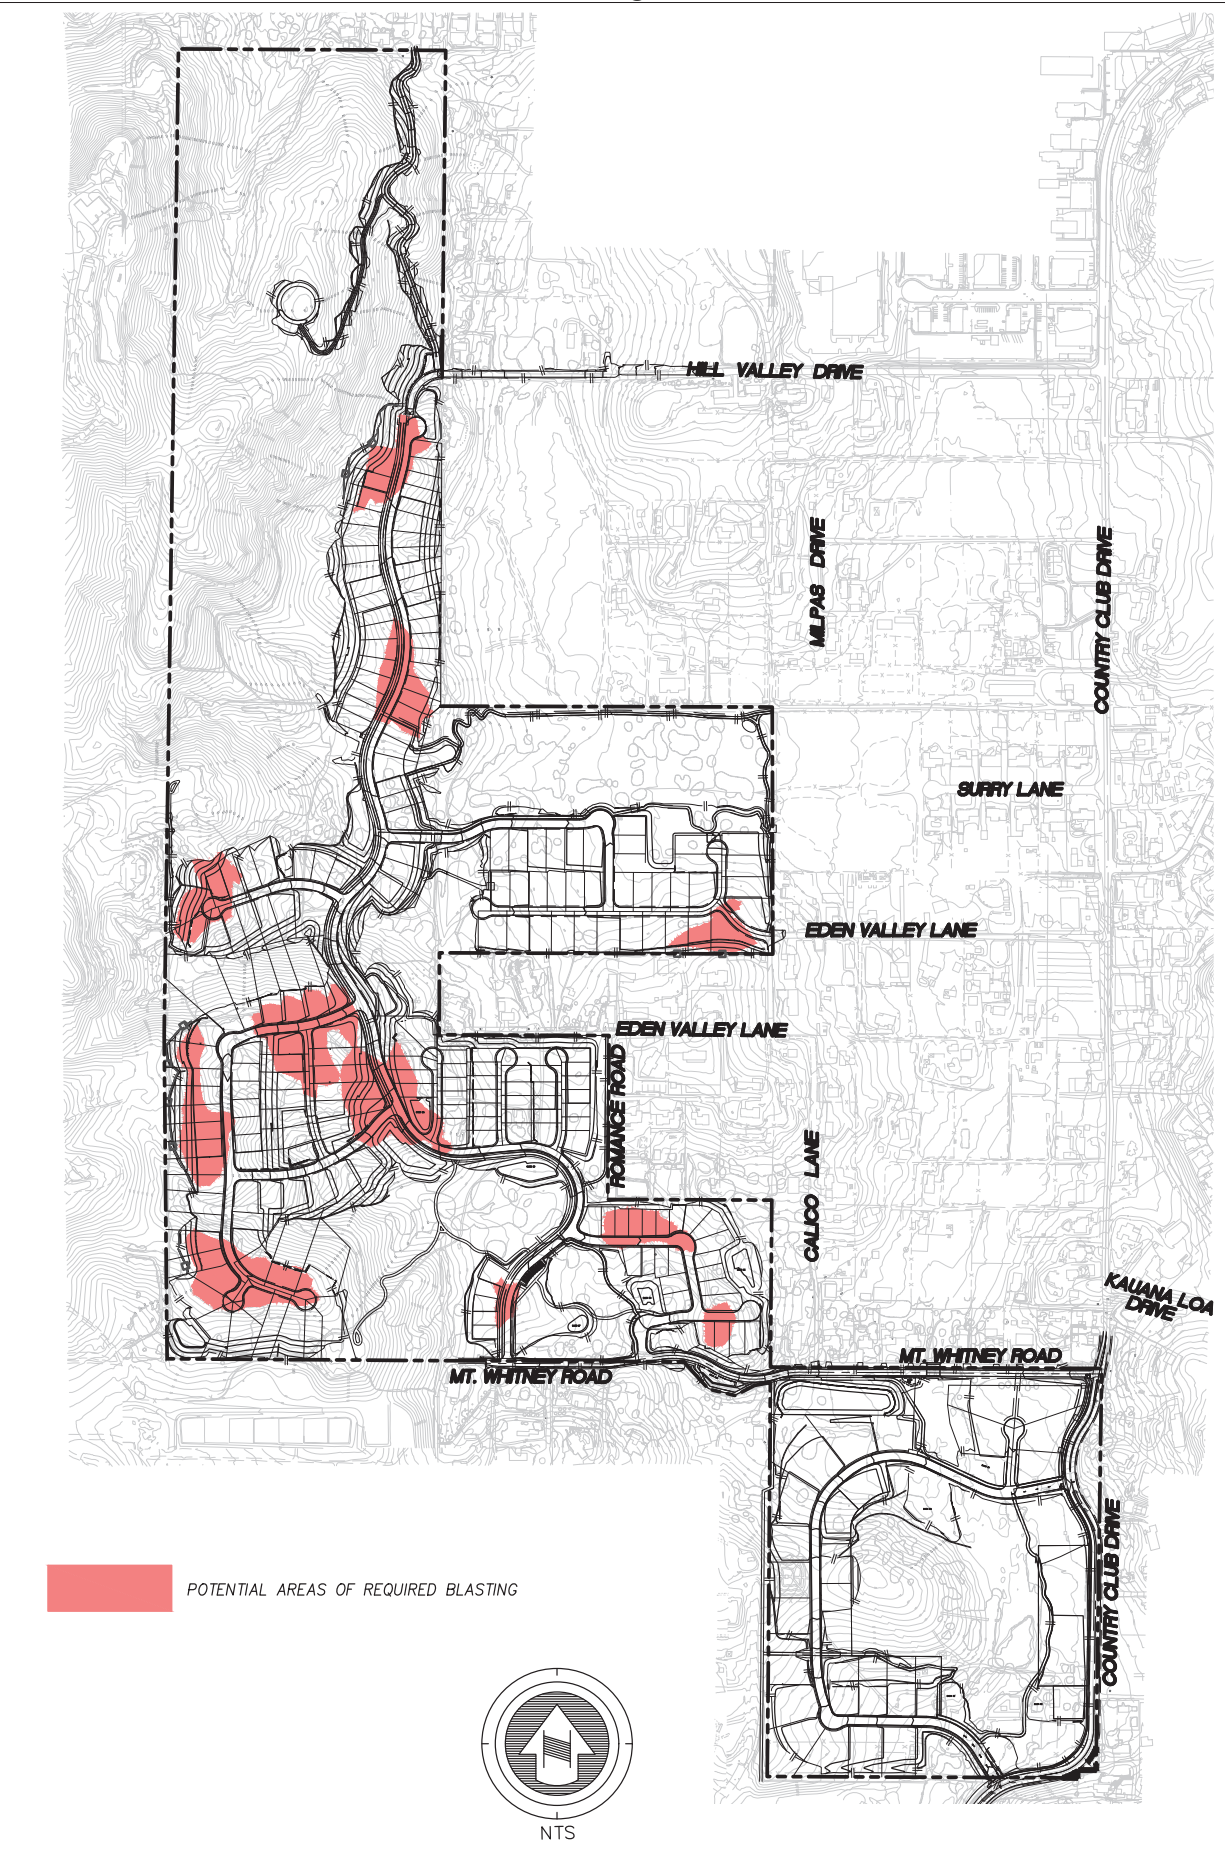 HILL VALLEY DRIVE
MILPAS DRIVE
COUNTRY CLUB DRIVE
SURRY LANE
EDEN VALLEY LANE
EDEN VALLEY LANE
ROMANCE ROAD
CALICO LANE
KAUANA LOA
DRIVE
MT. WHITNEY ROAD
MT. WHITNEY ROAD
COUNTRY CLUB DRIVE
POTENTIAL AREAS OF REQUIRED BLASTING
NTS